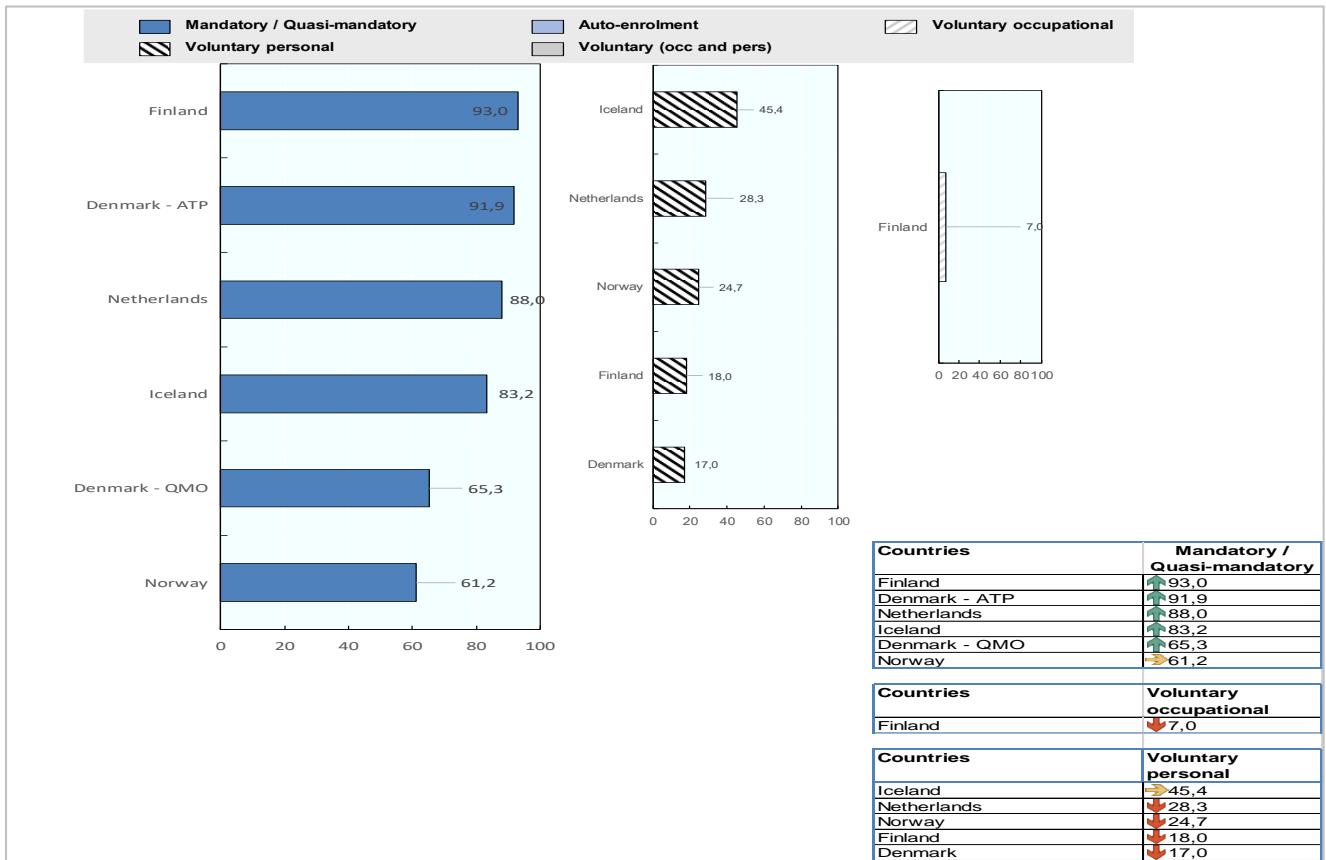 Mandatory / Quasi-mandatory Auto-enrolment Voluntary occupational
Voluntary personal Voluntary (occ and pers)
Finland 93,0
Denmark - ATP 91,9
Netherlands 88,0
Iceland 83,2
Denmark - QMO 65,3
Norway 61,2
0 20 40 60 80 100
Iceland 45,4
Netherlands 28,3
Norway 24,7
Finland 18,0
Denmark 17,0
0 20 40 60 80 100
Finland 7,0
0 20 40 60 80 100
Countries Mandatory /
Quasi-mandatory
Finland 93,0
Denmark - ATP 91,9
Netherlands 88,0
Iceland 83,2
Denmark - QMO 65,3
Norway 61,2
Countries Voluntary
occupational
Finland 7,0
Countries Voluntary
personal
Iceland 45,4
Netherlands 28,3
Norway 24,7
Finland 18,0
Denmark 17,0